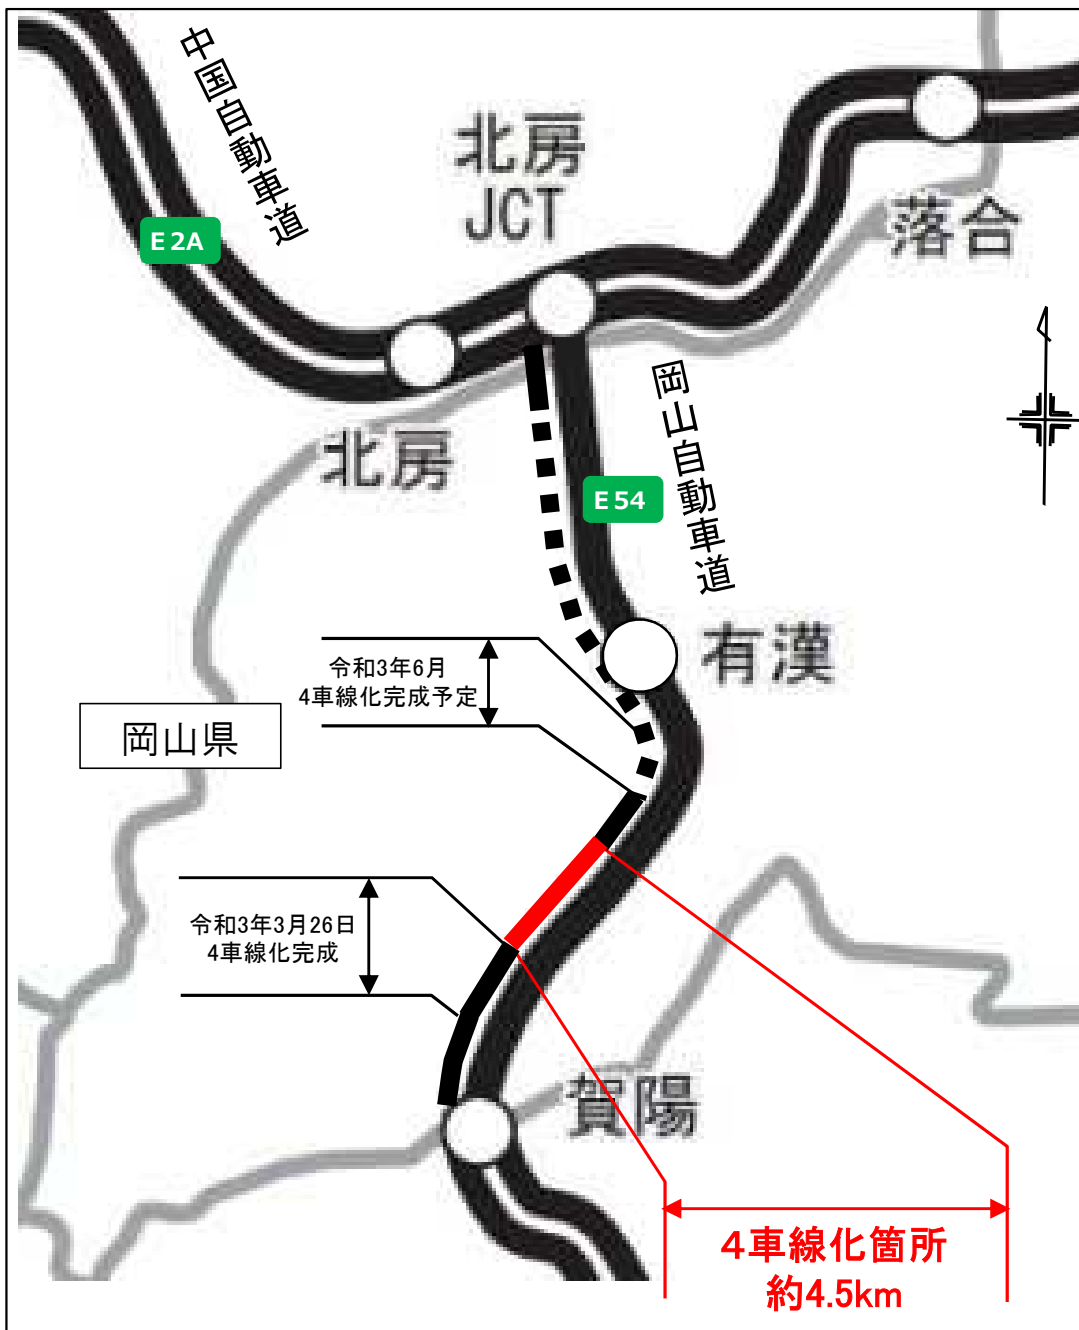 中国自動車道
E2A
北房
JCT
落合
北房
岡山自動車道
E54
有漢
令和3年6月
4車線化完成予定
岡山県
令和3年3月26日
4車線化完成
賀陽
4車線化箇所
約4.5km